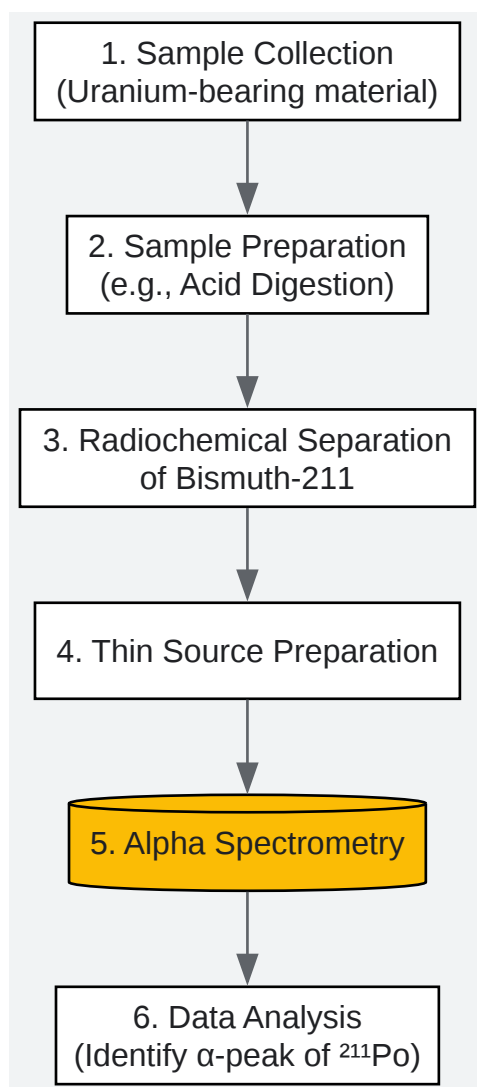 1. Sample Collection
(Uranium-bearing material)
2. Sample Preparation
(e.g., Acid Digestion)
3. Radiochemical Separation
of Bismuth-211
4. Thin Source Preparation
5. Alpha Spectrometry
6. Data Analysis
(Identify α-peak of ²¹¹Po)